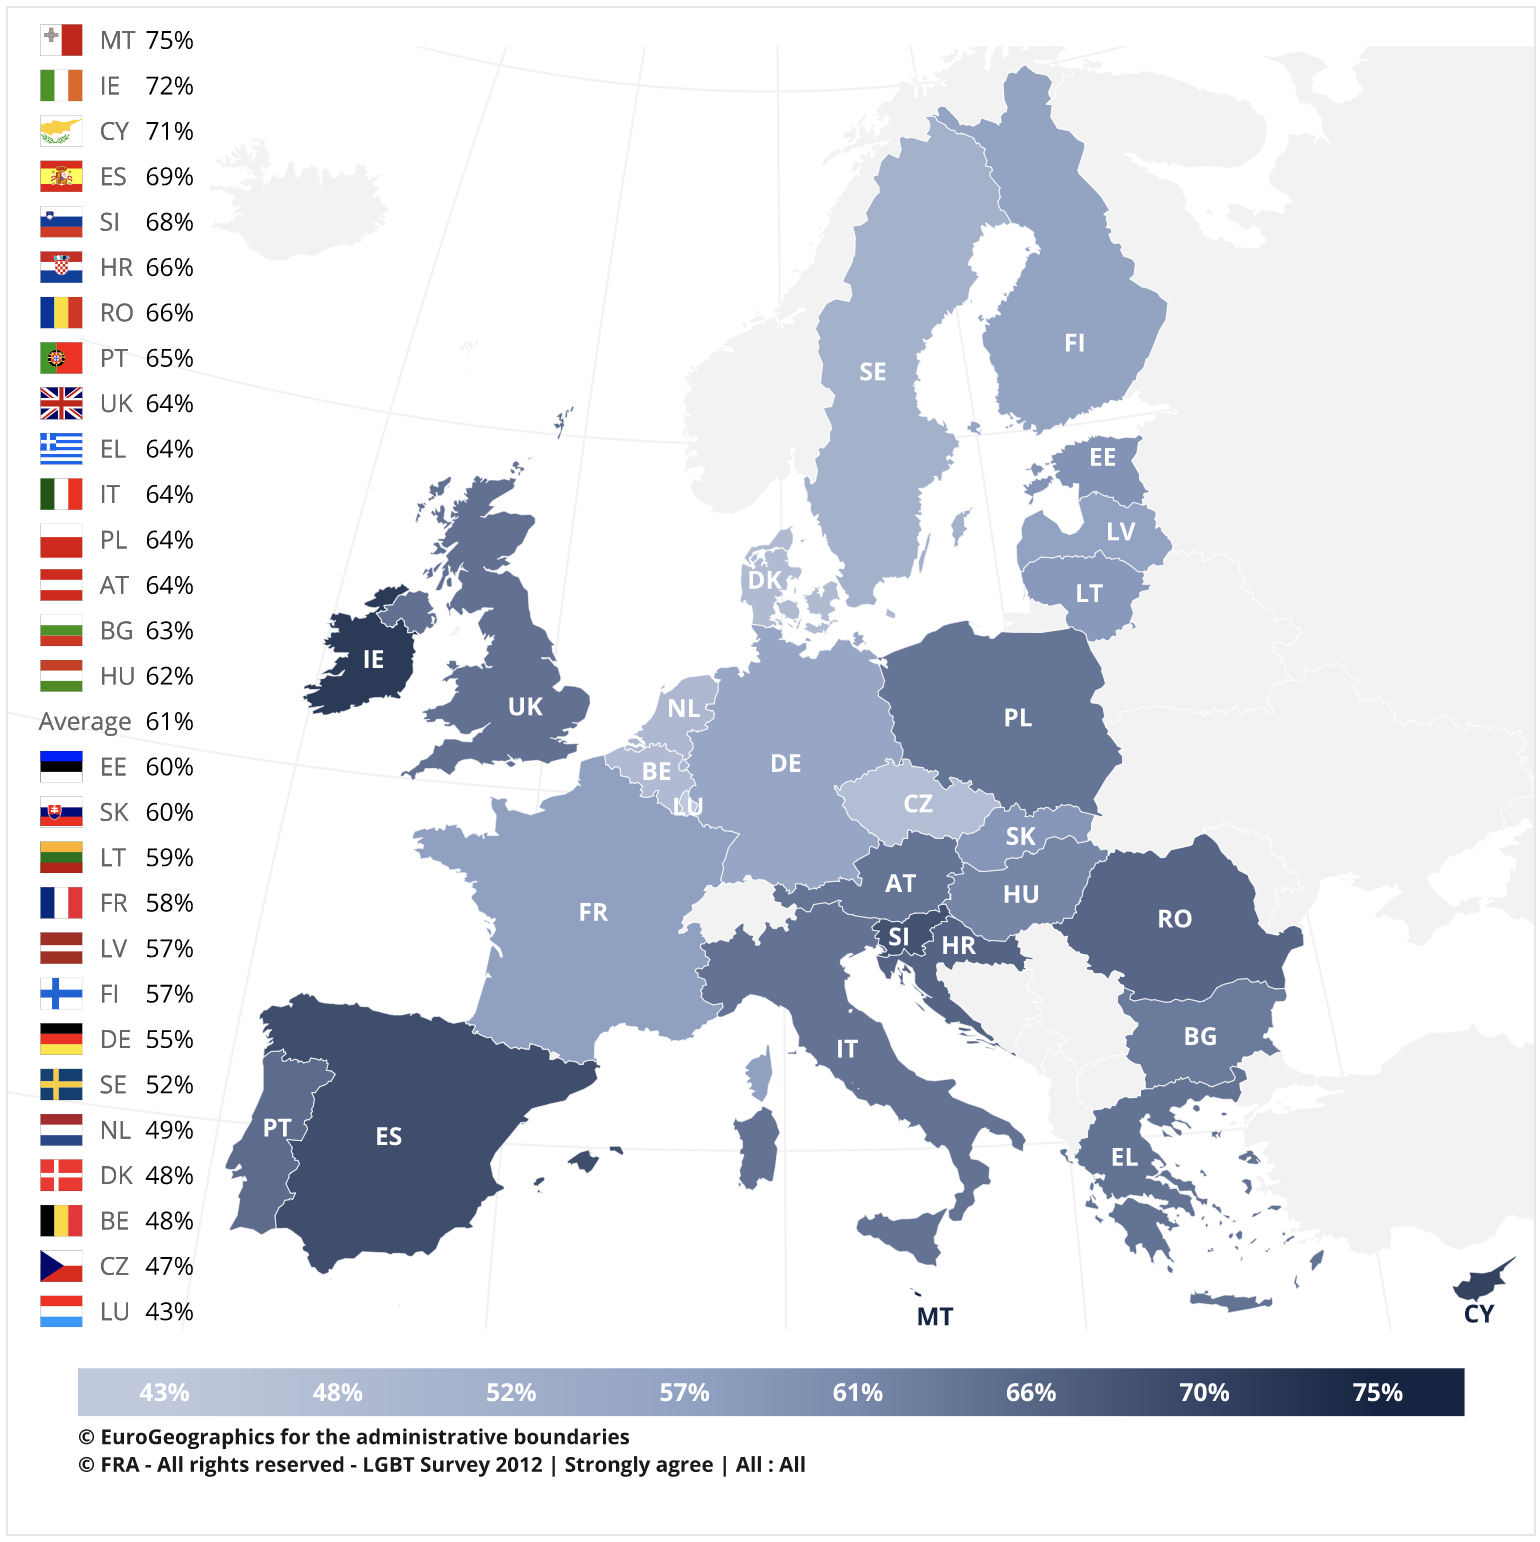 MT 75%
IE 72%
CY 71%
ES 69%
SI 68%
HR 66%
RO 66%
PT 65%
UK 64%
EL 64%
IT 64%
PL 64%
AT 64%
BG 63%
HU 62%
Average 61%
EE 60%
SK 60%
LT 59%
FR 58%
LV 57%
FI 57%
DE 55%
SE 52%
NL 49%
DK 48%
BE 48%
CZ 47%
LU 43%
FI
SE
EE
LV
DK
LT
IE
UK
NL
PL
DE
BE
CZ
LU
SK
AT
HU
FR
RO
SI
HR
BG
IT
PT
ES
EL
MT
CY
43% 48% 52% 57% 61% 66% 70% 75%
© EuroGeographics for the administrative boundaries
© FRA - All rights reserved - LGBT Survey 2012 | Strongly agree | All : All